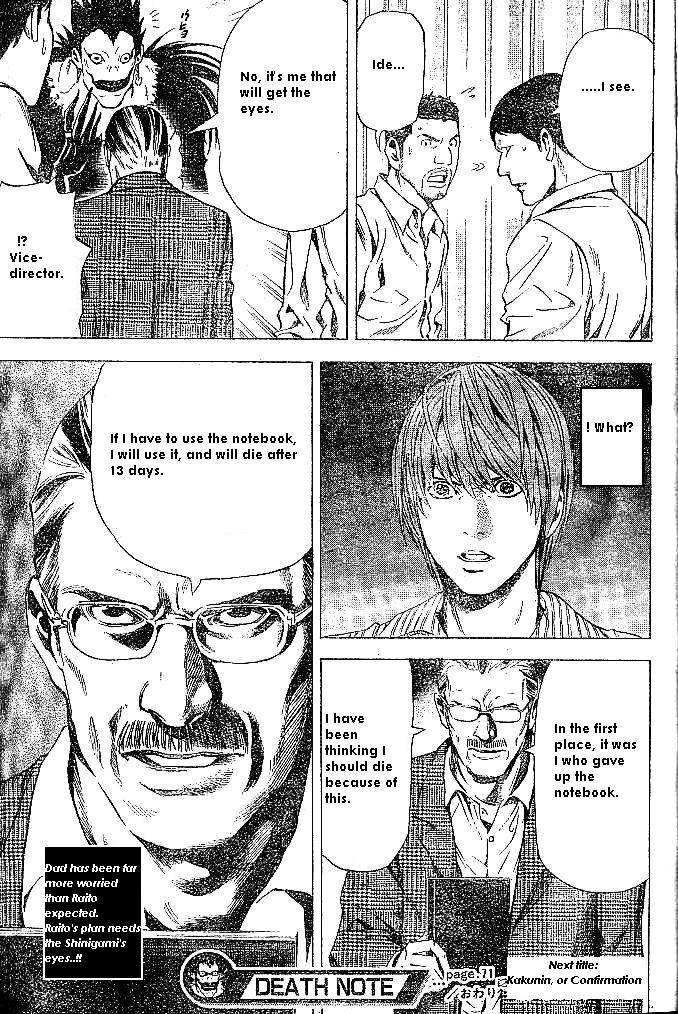 .....I see.
Ide...
ウヒョ
No, it's me that
will get the
eyes.
!?
Vice-
director.
! What?
If I have to use the notebook,
I will use it, and will die after
13 days.
In the first
place, it was
I who gave
up the
notebook.
I have
been
thinking I
should die
because of
this.
Dad has been far
more worried
than Raito
expected.
Raito's plan needs
the Shinigami's
eyes..!!
DEATH NOTE
...page.71
おわり
Next title:
Kakunin, or Confirmation